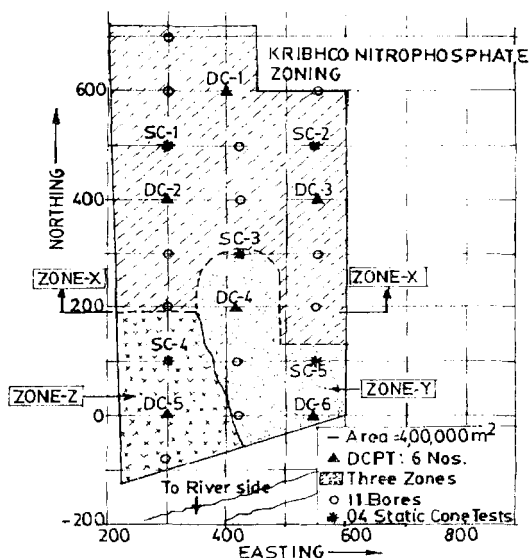 KRIBHCO NITROPHOSPHATE
ZONING
DC-1
600
SC-1
SC-2
NORTHING
DC-2
DC-3
400
SC-3
ZONE-X
ZONE-X
DC-4
200
SC-4
SC-5
ZONE-Z
ZONE-Y
DC-5
DC-6
0
Area = 400,000 m²
DCPT : 6 Nos.
Three Zones
To River side
11 Bores
04 Static Cone Tests
-200
200
400
600
800
EASTING